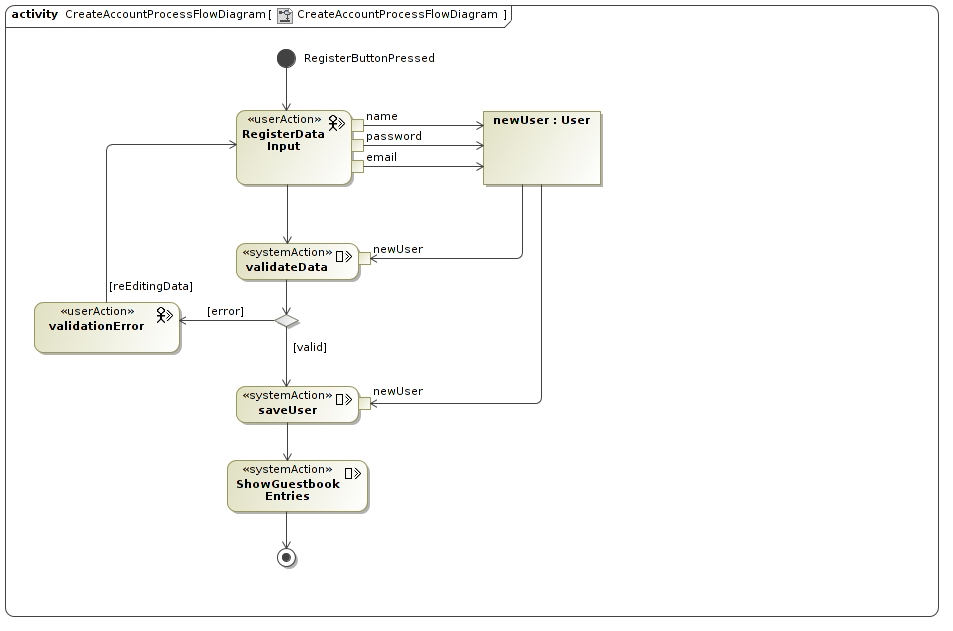 activity CreateAccountProcessFlowDiagram [ CreateAccountProcessFlowDiagram ]
RegisterButtonPressed
«userAction»
RegisterData
Input
name
password
email
newUser : User
«systemAction»
validateData
newUser
[reEditingData]
«userAction»
validationError
[error]
[valid]
«systemAction»
saveUser
newUser
«systemAction»
ShowGuestbook
Entries